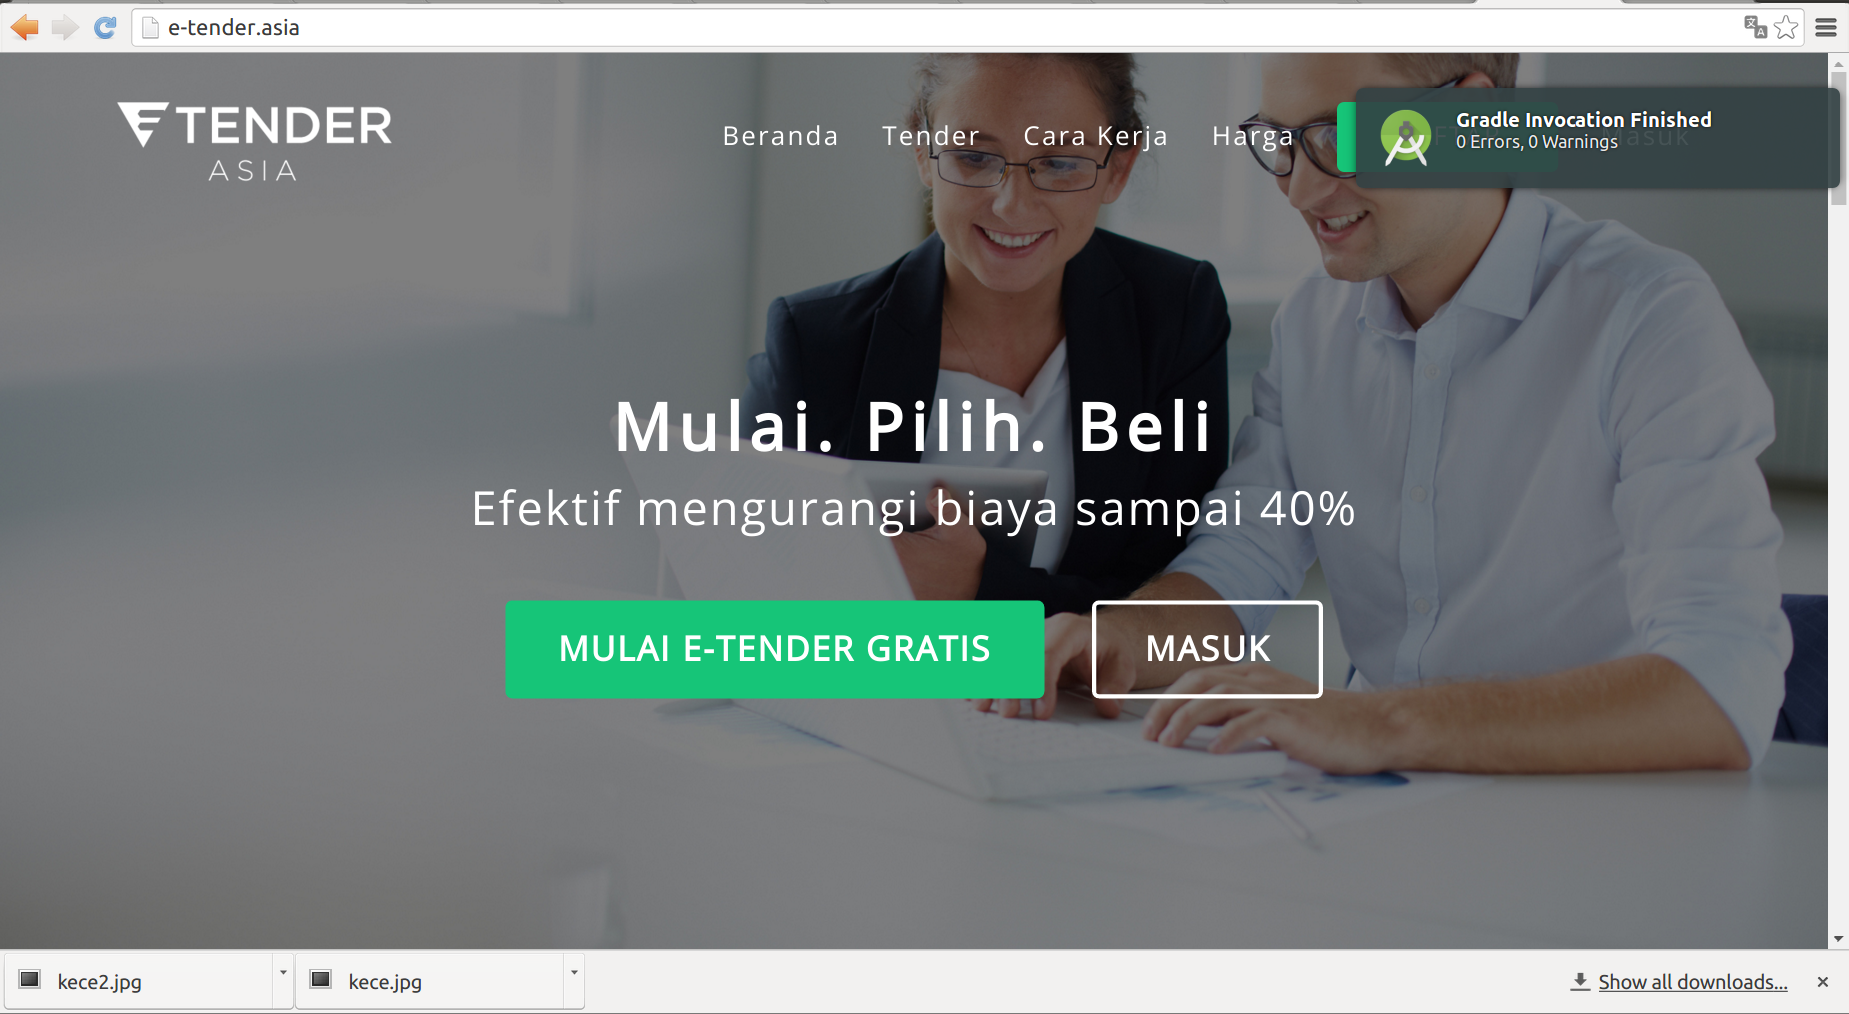 e-tender.asia
TENDER
ASIA
Beranda
Tender
Cara Kerja
Harga
Masuk
Gradle Invocation Finished
0 Errors, 0 Warnings
Mulai. Pilih. Beli
Efektif mengurangi biaya sampai 40%
MULAI E-TENDER GRATIS
MASUK
kece2.jpg
kece.jpg
Show all downloads...